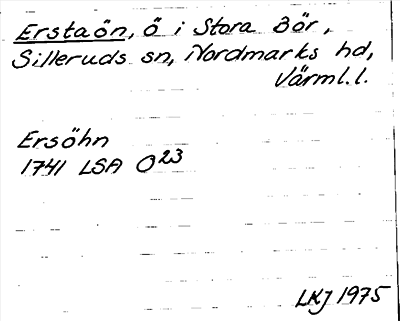 Erstaön, ö i Stora Bör,
Silleruds sn, Nordmarks hd,
Värml.l.
Ersöhn
1741 LSA O23
LKJ 1975